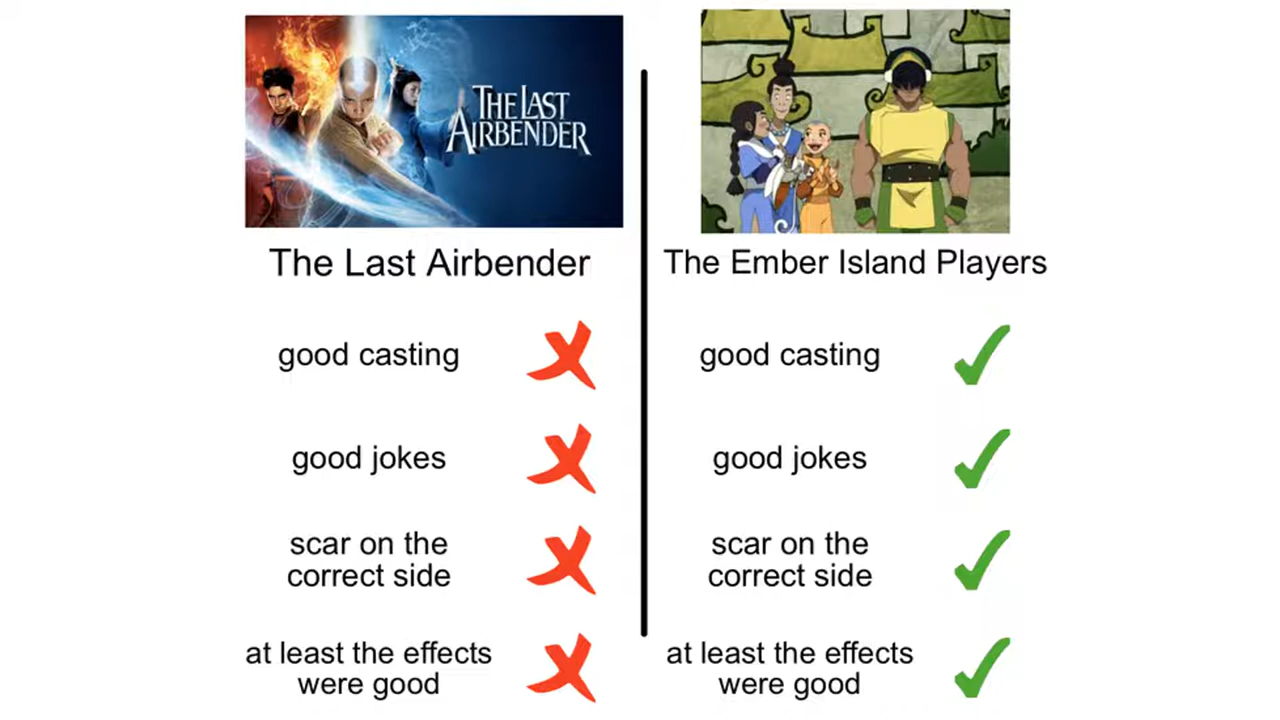 THE LAST
AIRBENDER
The Last Airbender
good casting
good jokes
scar on the
correct side
at least the effects
were good
The Ember Island Players
good casting
good jokes
scar on the
correct side
at least the effects
were good